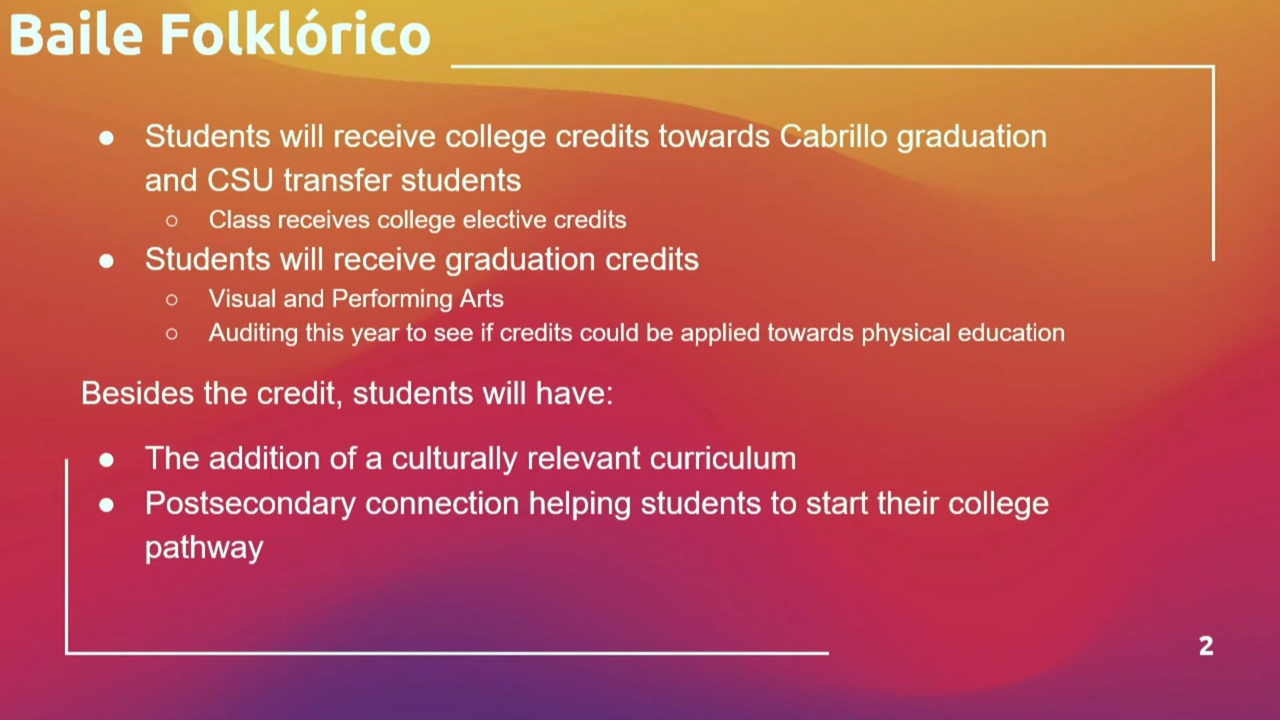 Baile Folklórico
● Students will receive college credits towards Cabrillo graduation
and CSU transfer students
○ Class receives college elective credits
● Students will receive graduation credits
○ Visual and Performing Arts
○ Auditing this year to see if credits could be applied towards physical education
Besides the credit, students will have:
● The addition of a culturally relevant curriculum
● Postsecondary connection helping students to start their college
pathway
2